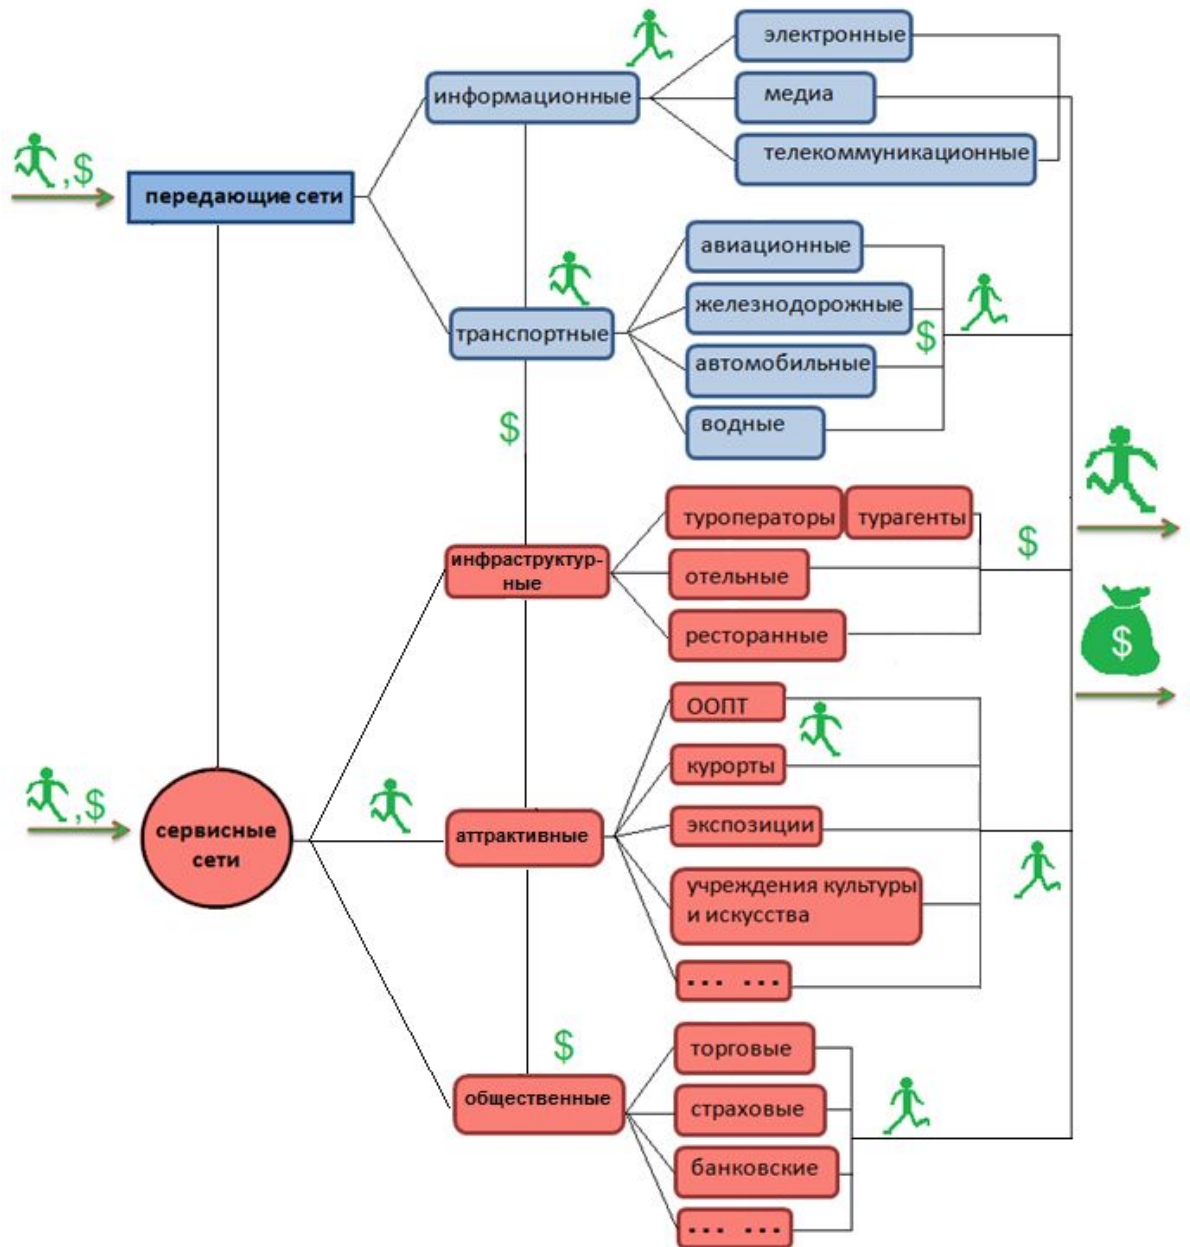 электронные
информационные
медиа
телекоммуникационные
,$
передающие сети
авиационные
железнодорожные
транспортные
$
автомобильные
водные
$
туроператоры
турагенты
инфраструктур-
ные
$
отельные
ресторанные
$
ООПТ
курорты
,$
сервисные
сети
аттрактивные
экспозиции
учреждения культуры
и искусства
... ...
$
общественные
торговые
страховые
банковские
... ...